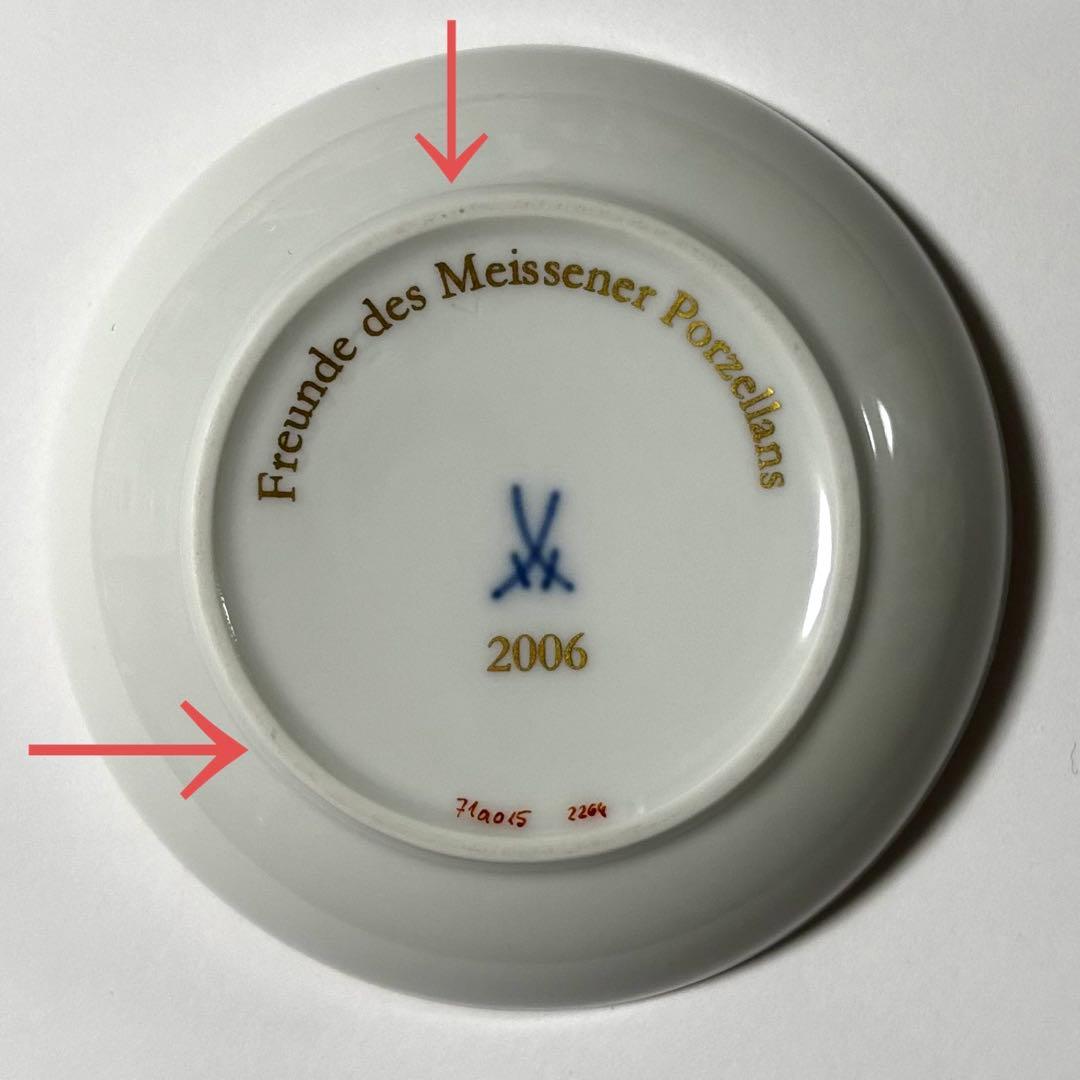 Freunde des Meissener Porzellans
2006
71a015 2264